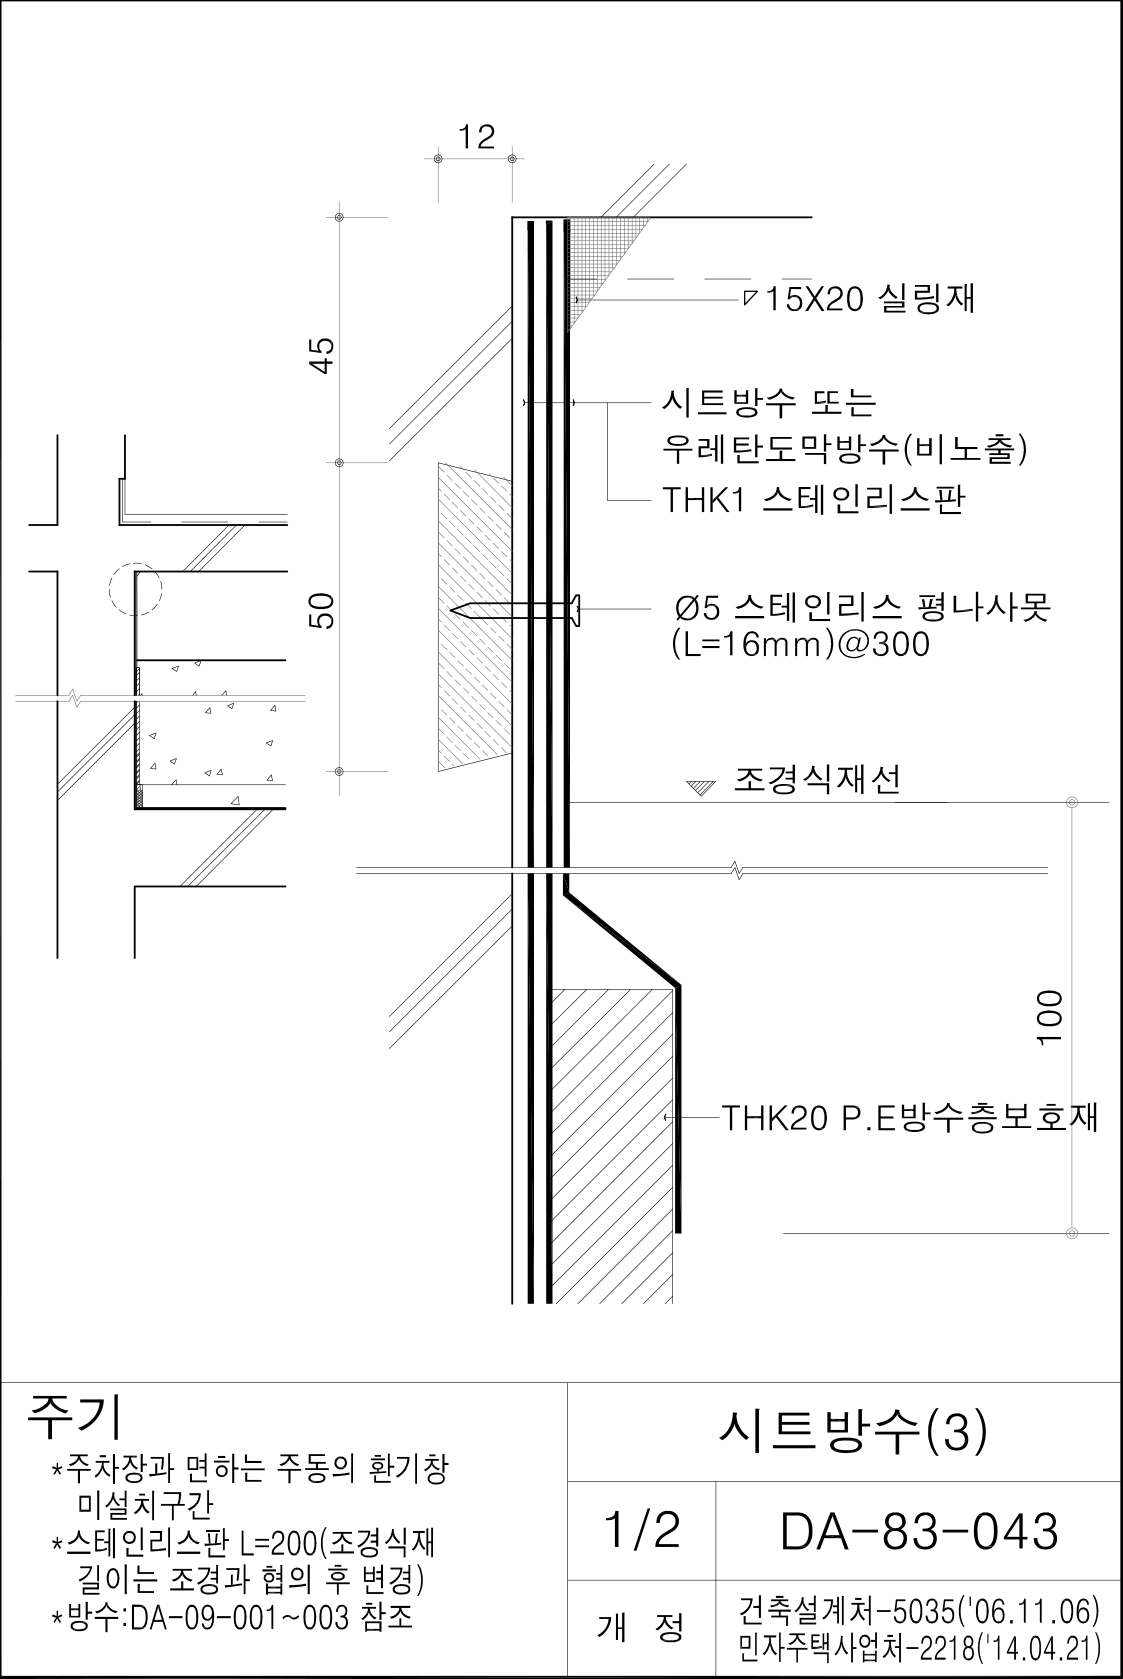 12
45
15X20 실링재
시트방수 또는
우레탄도막방수(비노출)
THK1 스테인리스판
50
Ø5 스테인리스 평나사못
(L=16mm)@300
조경식재선
100
THK20 P.E방수층보호재
주기
*주차장과 면하는 주동의 환기창
미설치구간
*스테인리스판 L=200(조경식재
길이는 조경과 협의 후 변경)
*방수:DA-09-001~003 참조
시트방수(3)
1/2
DA-83-043
개 정
건축설계처-5035('06.11.06)
민자주택사업처-2218('14.04.21)